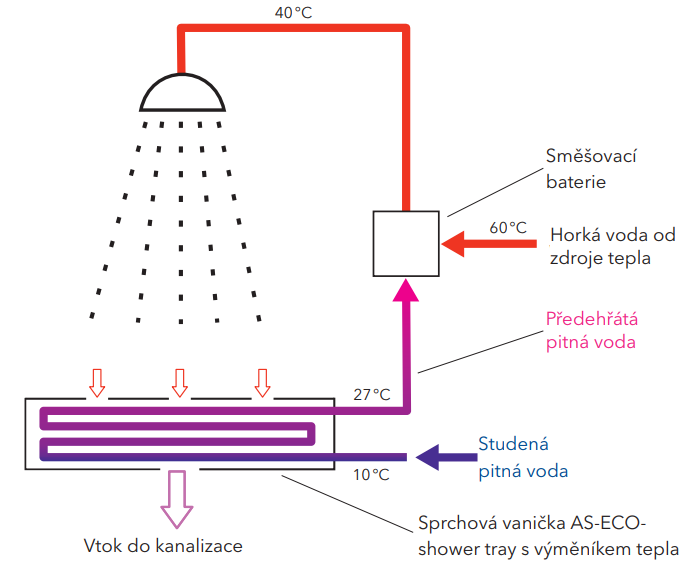 40 °C
Směšovací
baterie
60 °C
Horká voda od
zdroje tepla
Předehřátá
pitná voda
27 °C
Studená
pitná voda
10 °C
Sprchová vanička AS-ECO-
shower tray s výměníkem tepla
Vtok do kanalizace